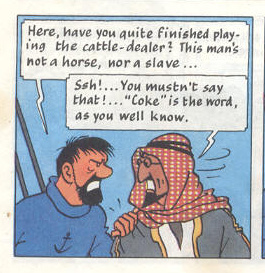 Here, have you quite finished play-
ing the cattle-dealer? This man's
not a horse, nor a slave...
Ssh!...You mustn't say
that!..."Coke" is the word,
as you well know.